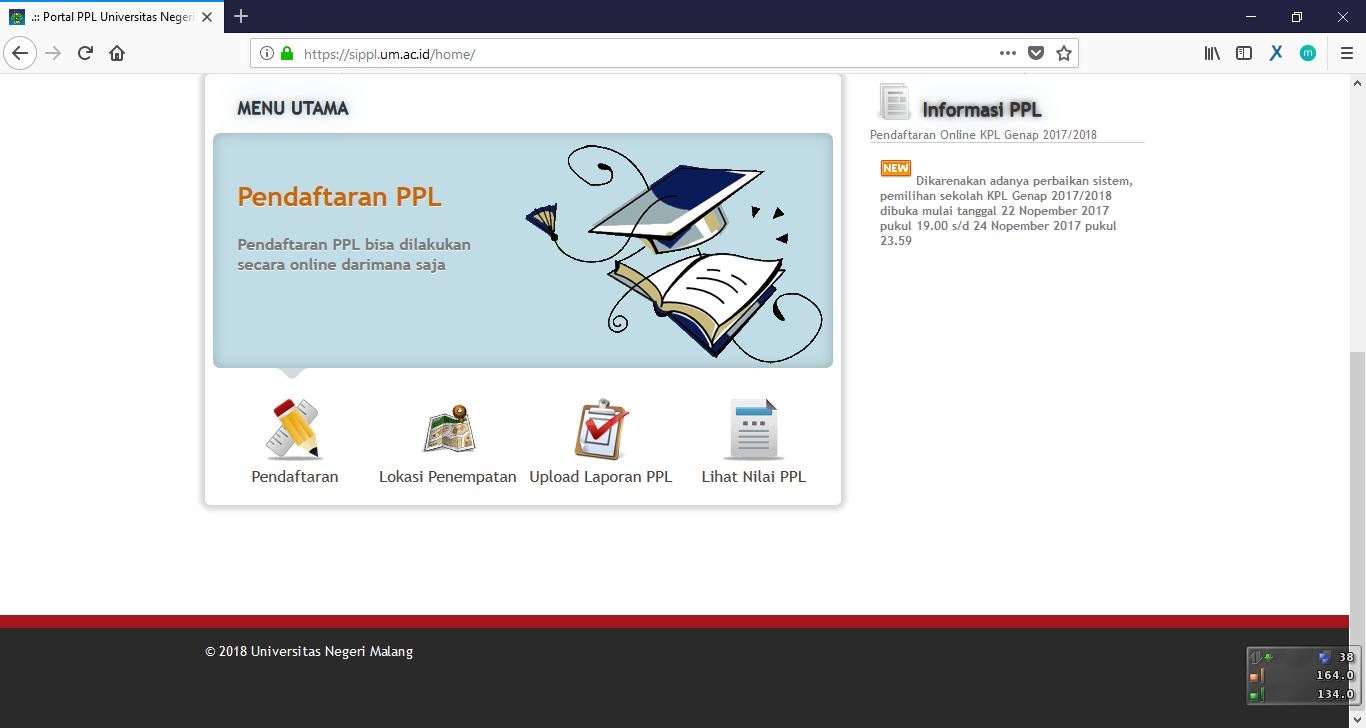 .:: Portal PPL Universitas Negeri
https://sippl.um.ac.id/home/
m
MENU UTAMA
Pendaftaran PPL
Pendaftaran PPL bisa dilakukan
secara online darimana saja
Pendaftaran
Lokasi Penempatan
Upload Laporan PPL
Lihat Nilai PPL
Informasi PPL
Pendaftaran Online KPL Genap 2017/2018
NEW Dikarenakan adanya perbaikan sistem,
pemilihan sekolah KPL Genap 2017/2018
dibuka mulai tanggal 22 Nopember 2017
pukul 19.00 s/d 24 Nopember 2017 pukul
23.59
© 2018 Universitas Negeri Malang
38
164.0
134.0